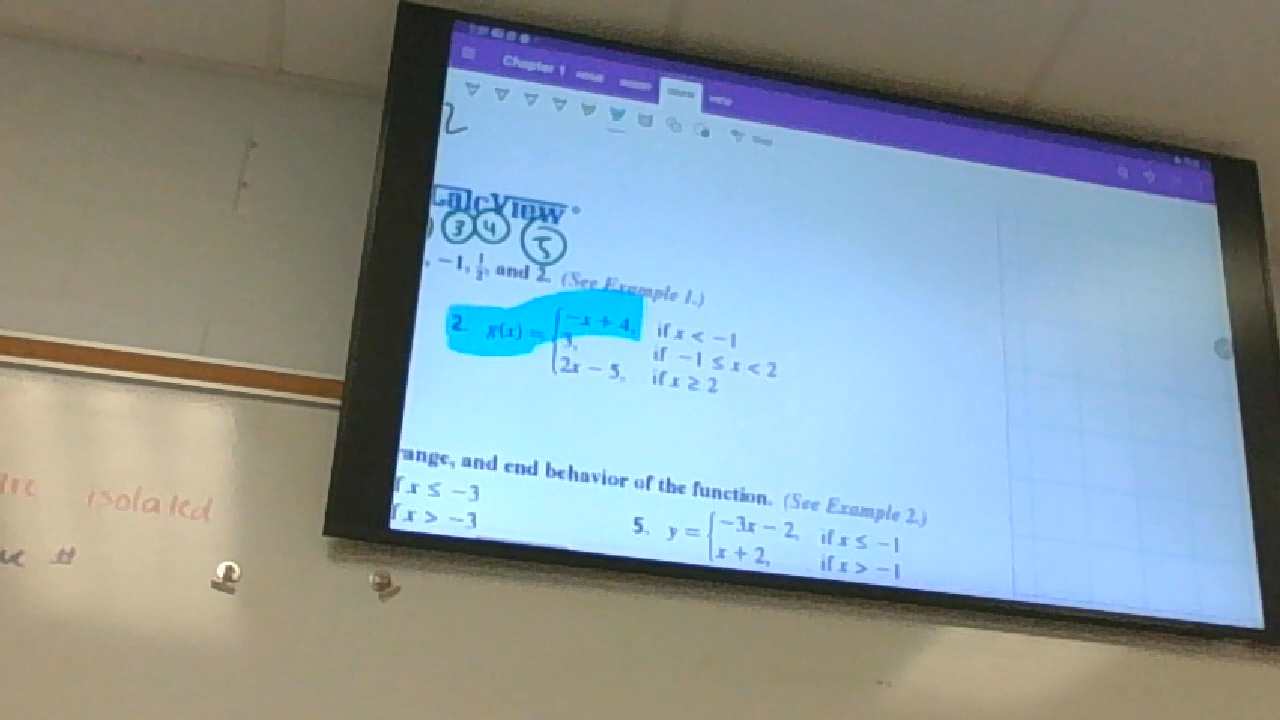 Chapter 1
2
CalcView
3 4 5
, -1, 1/2, and 2. (See Example 1.)
2. g(x) = { -x + 4, if x < -1
3, if -1 ≤ x < 2
2x - 5, if x ≥ 2
ange, and end behavior of the function. (See Example 2.)
if x ≤ -3
if x > -3
5. y = { -3x - 2, if x ≤ -1
x + 2, if x > -1
isolated
#